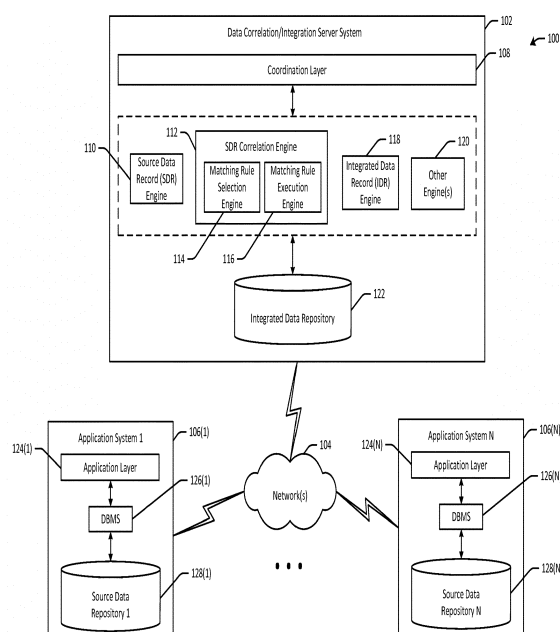 Data Correlation/Integration Server System
102
100
Coordination Layer
108
110
Source Data
Record (SDR)
Engine
112
SDR Correlation Engine
Matching Rule
Selection
Engine
Matching Rule
Execution
Engine
114
116
118
Integrated Data
Record (IDR)
Engine
120
Other
Engine(s)
122
Integrated Data Repository
104
Network(s)
Application System 1
106(1)
124(1)
Application Layer
126(1)
DBMS
128(1)
Source Data
Repository 1
Application System N
106(N)
124(N)
Application Layer
126(N)
DBMS
128(N)
Source Data
Repository N